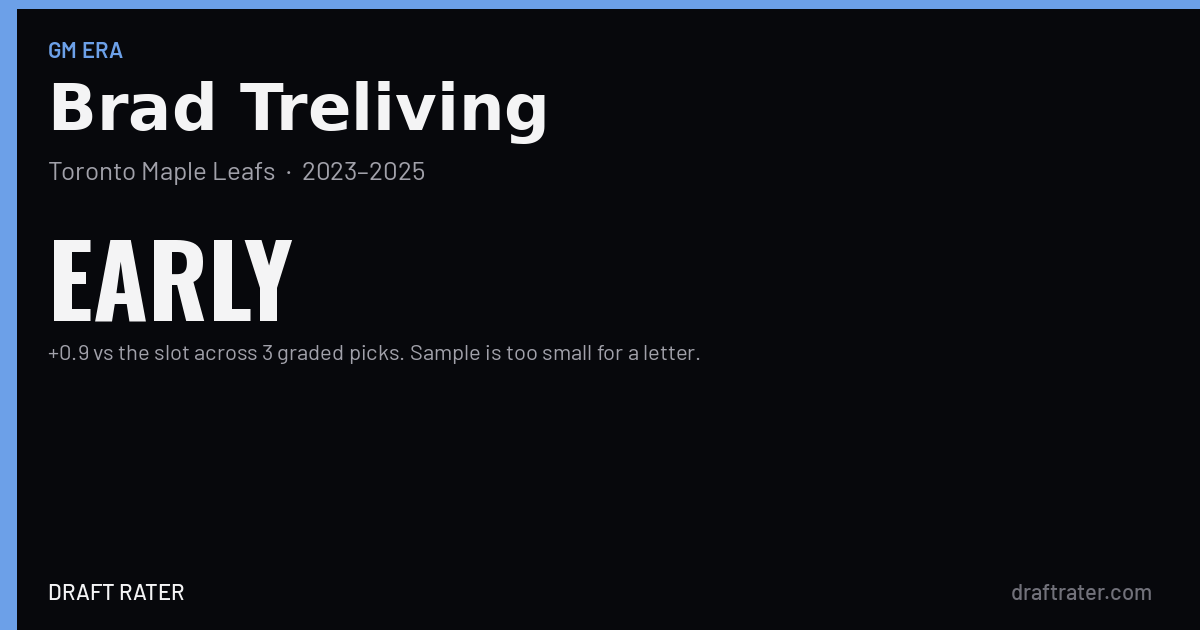 GM ERA
Brad Treliving
Toronto Maple Leafs · 2023–2025
EARLY
+0.9 vs the slot across 3 graded picks. Sample is too small for a letter.
DRAFT RATER
draftrater.com